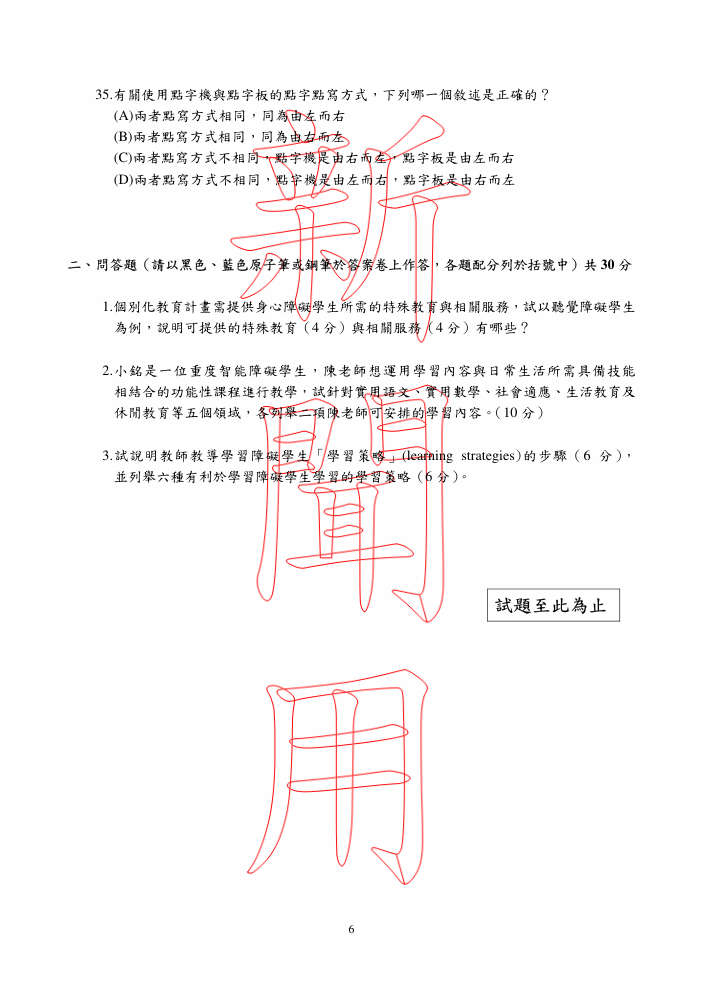 35.有關使用點字機與點字板的點字點寫方式，下列哪一個敘述是正確的？
(A)兩者點寫方式相同，同為由左而右
(B)兩者點寫方式相同，同為由右而左
(C)兩者點寫方式不相同，點字機是由右而左，點字板是由左而右
(D)兩者點寫方式不相同，點字機是由左而右，點字板是由右而左
二、問答題（請以黑色、藍色原子筆或鋼筆於答案卷上作答，各題配分列於括號中）共 30 分
1.個別化教育計畫需提供身心障礙學生所需的特殊教育與相關服務，試以聽覺障礙學生
為例，說明可提供的特殊教育（4 分）與相關服務（4 分）有哪些？
2.小銘是一位重度智能障礙學生，陳老師想運用學習內容與日常生活所需具備技能
相結合的功能性課程進行教學，試針對實用語文、實用數學、社會適應、生活教育及
休閒教育等五個領域，各列舉二項陳老師可安排的學習內容。（10 分）
3.試說明教師教導學習障礙學生「學習策略」(learning strategies)的步驟（6 分），
並列舉六種有利於學習障礙學生學習的學習策略（6 分）。
試題至此為止
新聞用
6